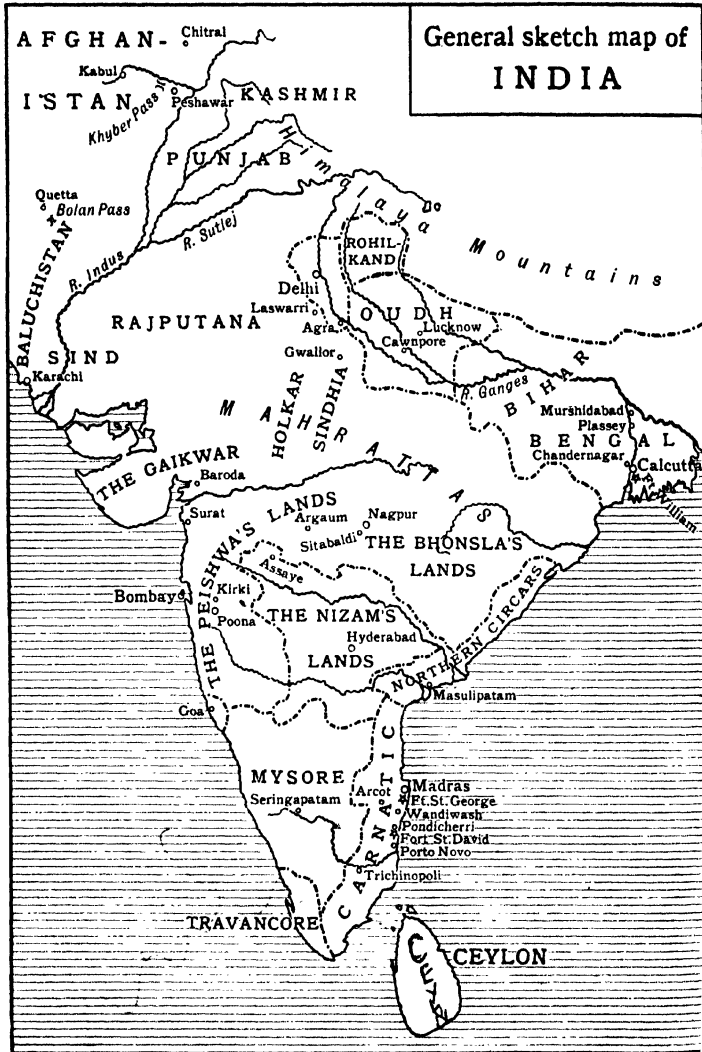 General sketch map of
INDIA
AFGHAN-
ISTAN
Chitral
Kabul
Khyber Pass
Peshawar
KASHMIR
PUNJAB
Himalaya Mountains
Quetta
Bolan Pass
R. Indus
R. Sutlej
BALUCHISTAN
ROHIL-
KAND
Delhi
Laswarri
RAJPUTANA
OUDH
Agra
Lucknow
Cawnpore
Gwalior
SIND
Karachi
R. Ganges
BIHAR
HOLKAR
SINDHIA
MAHRATTAS
Murshidabad
Plassey
BENGAL
Chandernagar
Calcutta
Ft. William
THE GAIKWAR
Baroda
Surat
THE PEISHWA'S LANDS
Argaum
Nagpur
Sitabaldi
THE BHONSLA'S
LANDS
Assaye
Bombay
Kirki
Poona
THE NIZAM'S
Hyderabad
LANDS
NORTHERN CIRCARS
Masulipatam
Goa
MYSORE
Seringapatam
CARNATIC
Arcot
Madras
Ft. St. George
Wandiwash
Pondicherri
Fort St. David
Porto Novo
Trichinopoli
TRAVANCORE
CEYLON